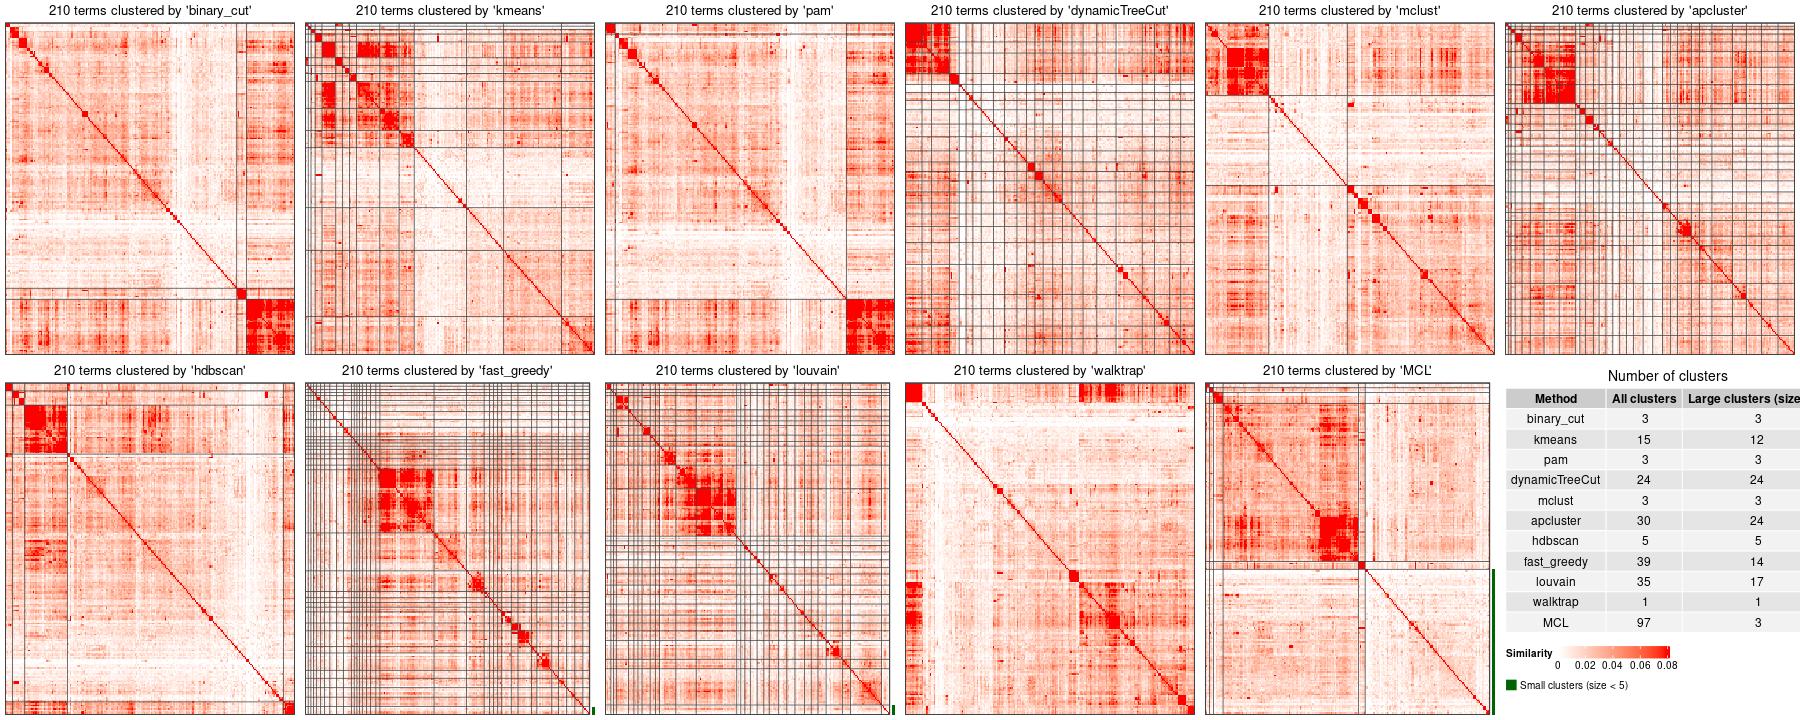 210 terms clustered by 'binary_cut'
210 terms clustered by 'kmeans'
210 terms clustered by 'pam'
210 terms clustered by 'dynamicTreeCut'
210 terms clustered by 'mclust'
210 terms clustered by 'apcluster'
210 terms clustered by 'hdbscan'
210 terms clustered by 'fast_greedy'
210 terms clustered by 'louvain'
210 terms clustered by 'walktrap'
210 terms clustered by 'MCL'
Number of clusters
Method All clusters Large clusters (size
binary_cut 3 3
kmeans 15 12
pam 3 3
dynamicTreeCut 24 24
mclust 3 3
apcluster 30 24
hdbscan 5 5
fast_greedy 39 14
louvain 35 17
walktrap 1 1
MCL 97 3
Similarity
0 0.02 0.04 0.06 0.08
Small clusters (size < 5)